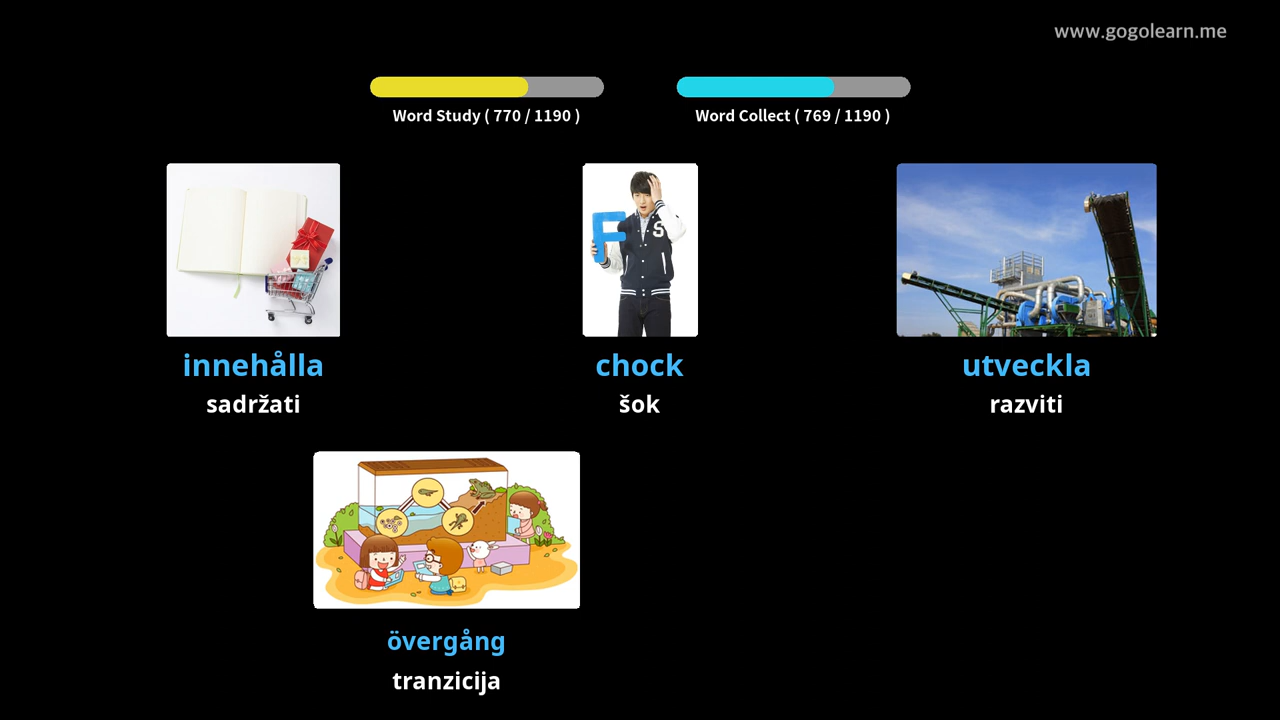 www.gogolearn.me
Word Study ( 770 / 1190 )
Word Collect ( 769 / 1190 )
F
S
innehålla
sadržati
chock
šok
utveckla
razviti
övergång
tranzicija